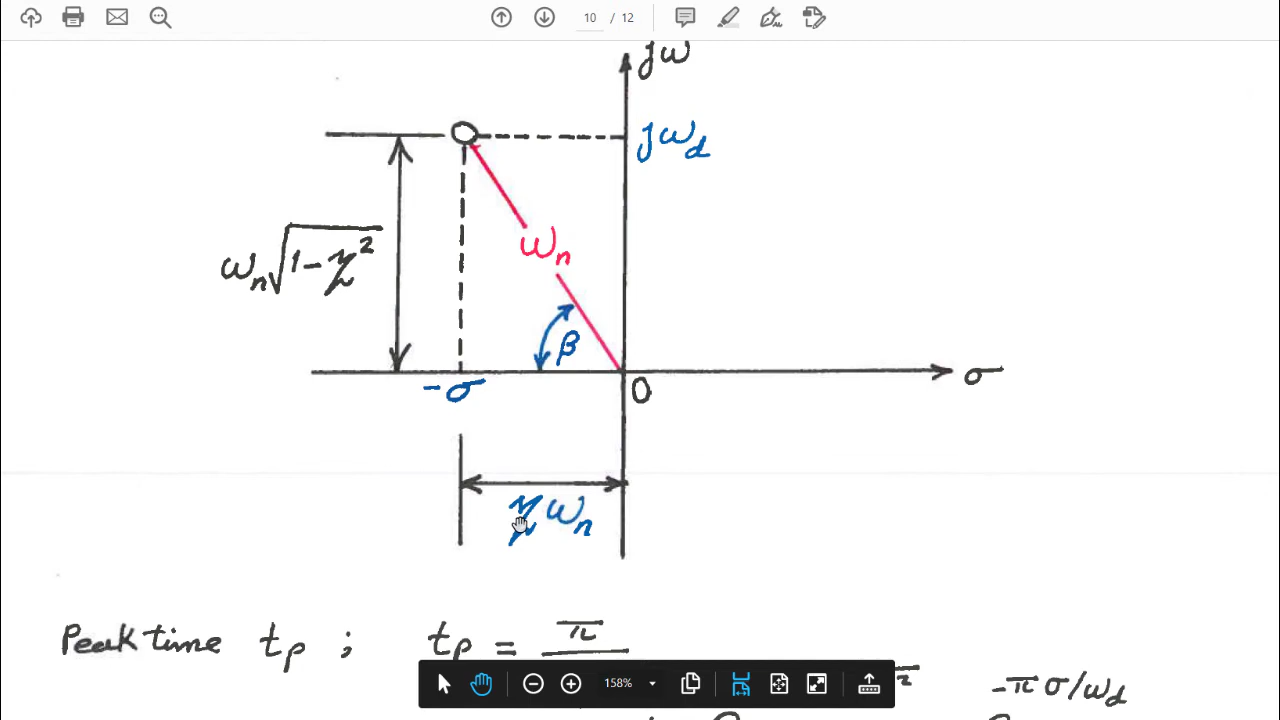 10 / 12
jω
jω_d
ω_n√(1-ζ²)
ω_n
β
-σ
0
σ
ζω_n
Peak time t_p ; t_p = π
158%
-πσ/ω_d